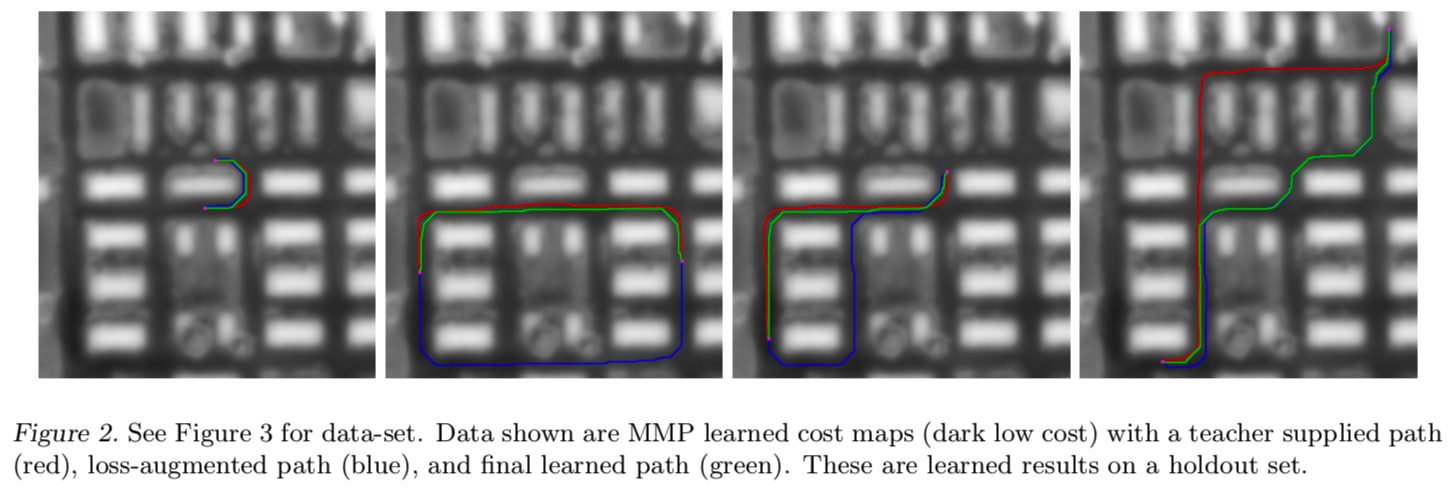 Figure 2. See Figure 3 for data-set. Data shown are MMP learned cost maps (dark low cost) with a teacher supplied path
(red), loss-augmented path (blue), and final learned path (green). These are learned results on a holdout set.